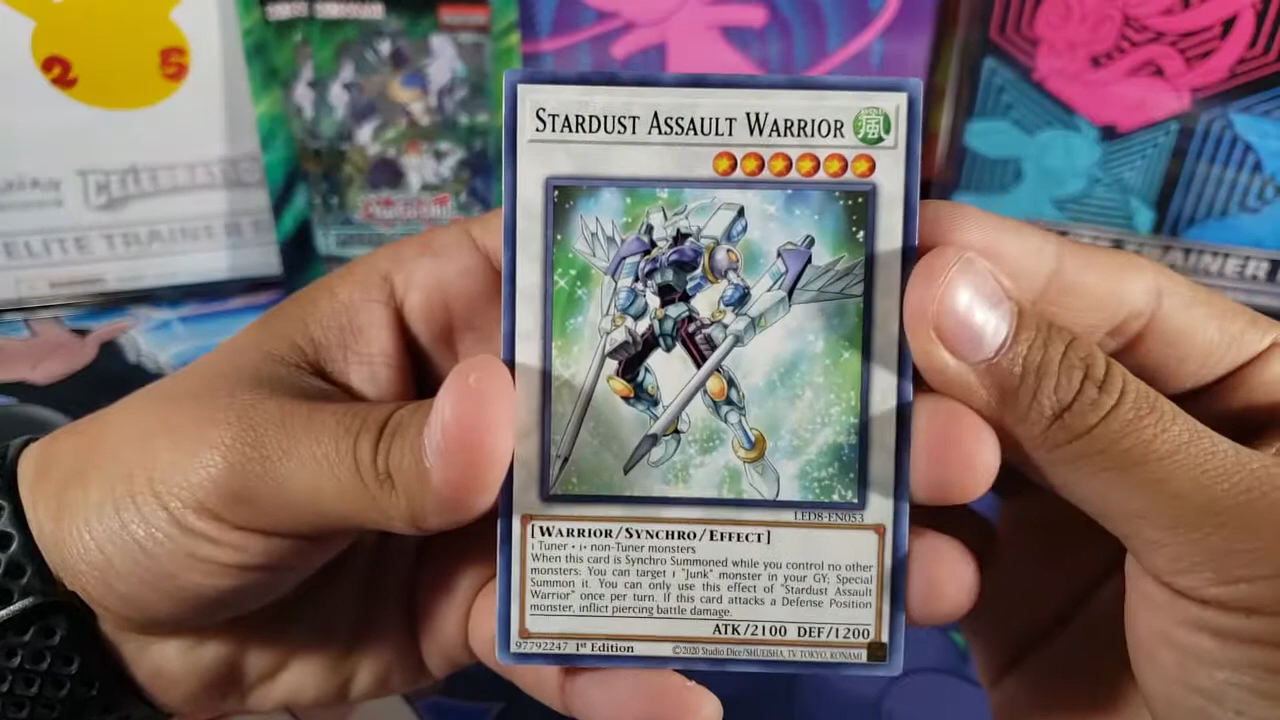 2 5
ELITE TRAINER
STARDUST ASSAULT WARRIOR 風
LED8-EN053
[WARRIOR/SYNCHRO/EFFECT]
1 Tuner + 1+ non-Tuner monsters
When this card is Synchro Summoned while you control no other
monsters: You can target 1 "Junk" monster in your GY; Special
Summon it. You can only use this effect of "Stardust Assault
Warrior" once per turn. If this card attacks a Defense Position
monster, inflict piercing battle damage.
ATK/2100 DEF/1200
97792247 1st Edition ©2020 Studio Dice/SHUEISHA, TV TOKYO, KONAMI
AINER